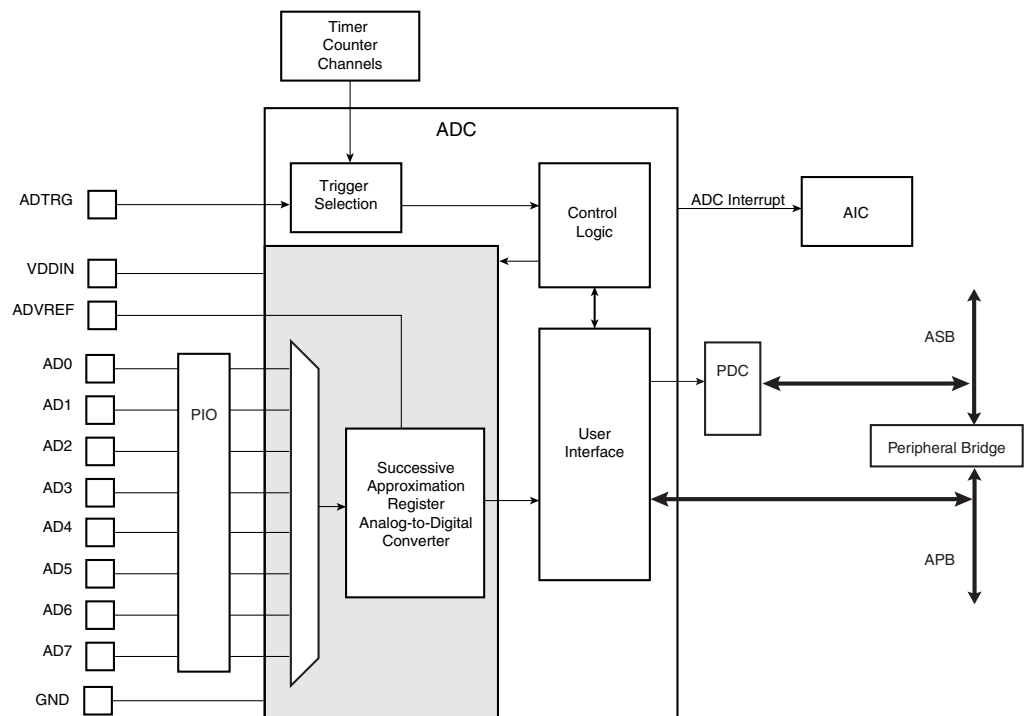 Timer
Counter
Channels
ADC
ADTRG
Trigger
Selection
Control
Logic
ADC Interrupt
AIC
VDDIN
ADVREF
AD0
AD1
AD2
AD3
AD4
AD5
AD6
AD7
GND
PIO
Successive
Approximation
Register
Analog-to-Digital
Converter
User
Interface
PDC
ASB
Peripheral Bridge
APB